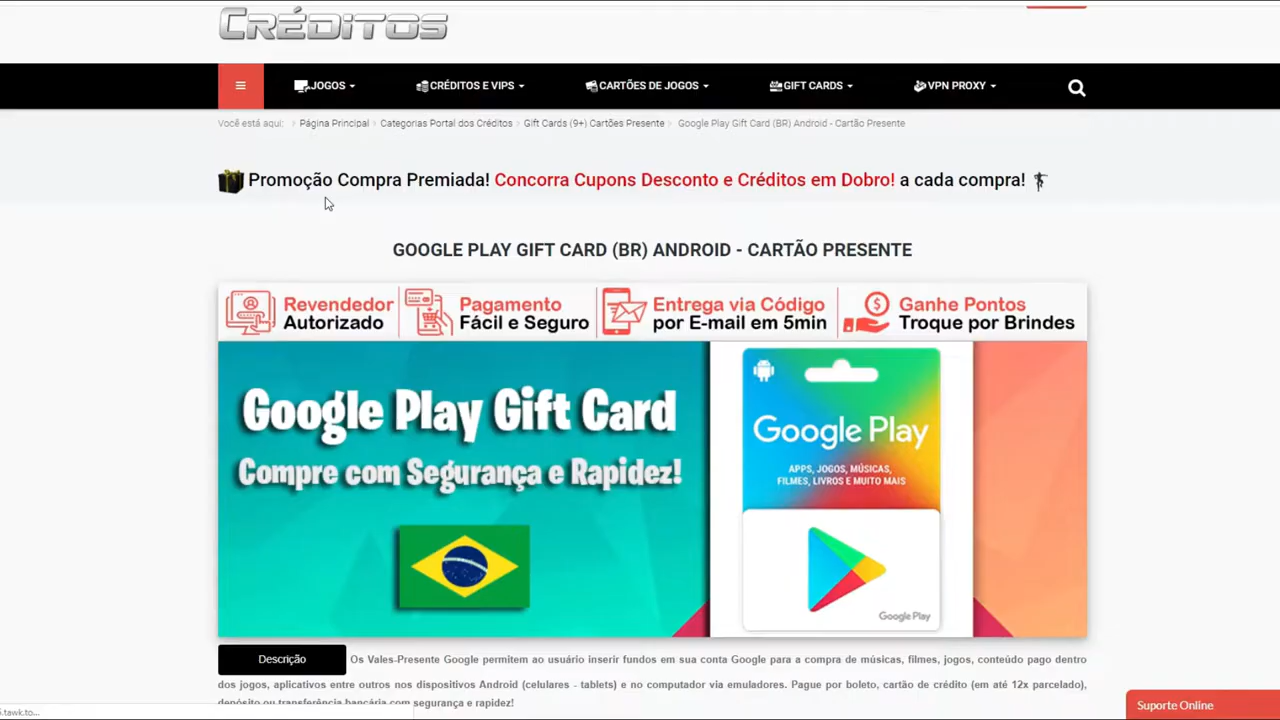 CRÉDITOS
≡ JOGOS CRÉDITOS E VIPS CARTÕES DE JOGOS GIFT CARDS VPN PROXY
Você está aqui: Página Principal Categorias Portal dos Créditos Gift Cards (9+) Cartões Presente Google Play Gift Card (BR) Android - Cartão Presente
Promoção Compra Premiada! Concorra Cupons Desconto e Créditos em Dobro! a cada compra!
GOOGLE PLAY GIFT CARD (BR) ANDROID - CARTÃO PRESENTE
Revendedor
Autorizado
Pagamento
Fácil e Seguro
Entrega via Código
por E-mail em 5min
Ganhe Pontos
Troque por Brindes
Google Play Gift Card
Compre com Segurança e Rapidez!
Google Play
APPS, JOGOS, MÚSICAS,
FILMES, LIVROS E MUITO MAIS
Google Play
Descrição
Os Vales-Presente Google permitem ao usuário inserir fundos em sua conta Google para a compra de músicas, filmes, jogos, conteúdo pago dentro
dos jogos, aplicativos entre outros nos dispositivos Android (celulares - tablets) e no computador via emuladores. Pague por boleto, cartão de crédito (em até 12x parcelado),
depósito ou transferência bancária com segurança e rapidez!
.tawk.to...
Suporte Online